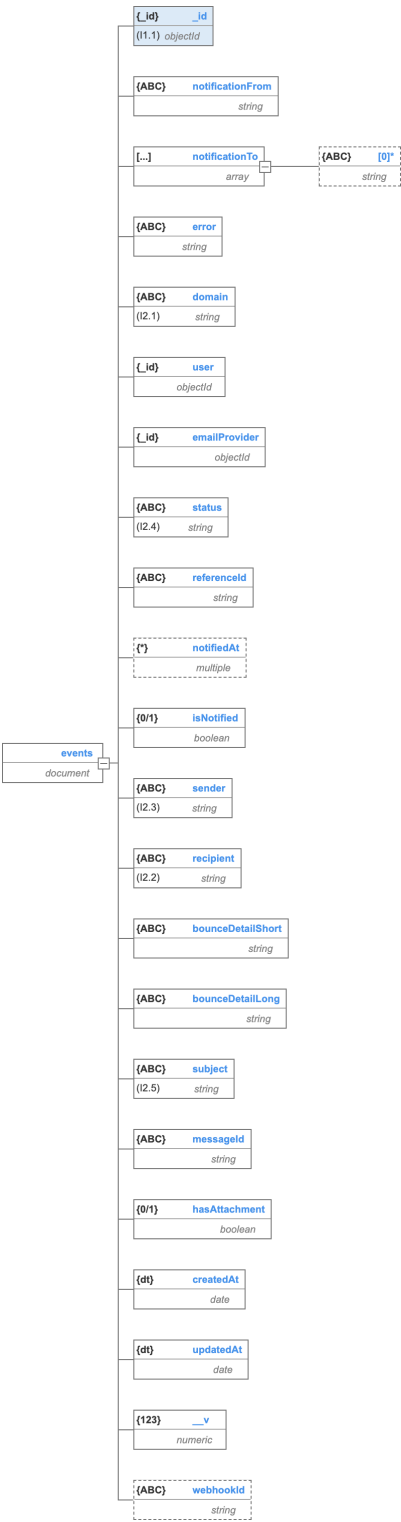 {_id} _id
(I1.1) objectId
{ABC} notificationFrom
string
[...] notificationTo
array
{ABC} [0]*
string
{ABC} error
string
{ABC} domain
(I2.1) string
{_id} user
objectId
{_id} emailProvider
objectId
{ABC} status
(I2.4) string
{ABC} referenceId
string
{*} notifiedAt
multiple
{0/1} isNotified
boolean
events
document
{ABC} sender
(I2.3) string
{ABC} recipient
(I2.2) string
{ABC} bounceDetailShort
string
{ABC} bounceDetailLong
string
{ABC} subject
(I2.5) string
{ABC} messageId
string
{0/1} hasAttachment
boolean
{dt} createdAt
date
{dt} updatedAt
date
{123} __v
numeric
{ABC} webhookId
string